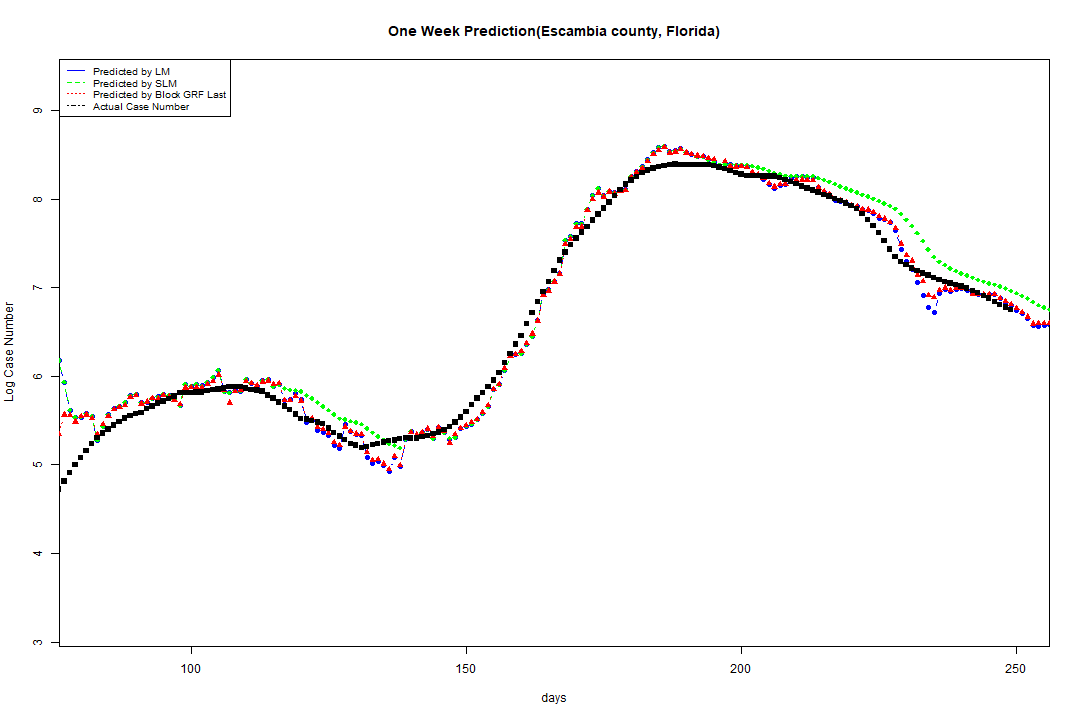 One Week Prediction(Escambia county, Florida)
Predicted by LM
Predicted by SLM
Predicted by Block GRF Last
Actual Case Number
Log Case Number
9
8
7
6
5
4
3
100 150 200 250
days